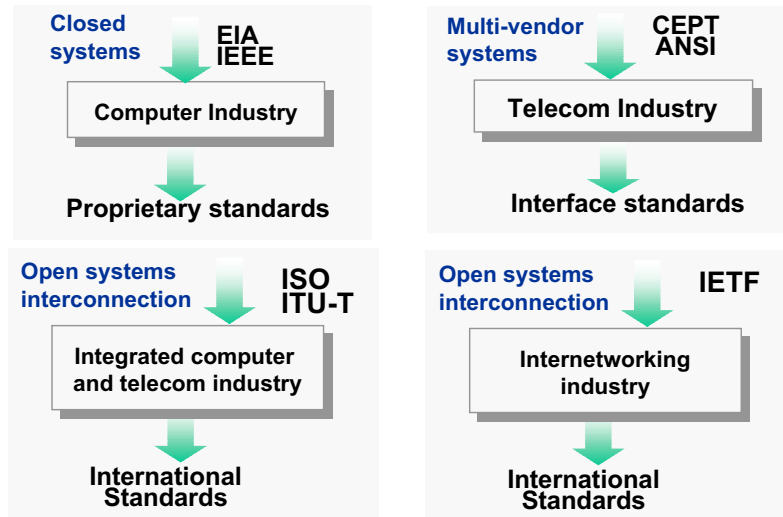 Closed
systems
EIA
IEEE
Computer Industry
Proprietary standards
Multi-vendor
systems
CEPT
ANSI
Telecom Industry
Interface standards
Open systems
interconnection
ISO
ITU-T
Integrated computer
and telecom industry
International
Standards
Open systems
interconnection
IETF
Internetworking
industry
International
Standards